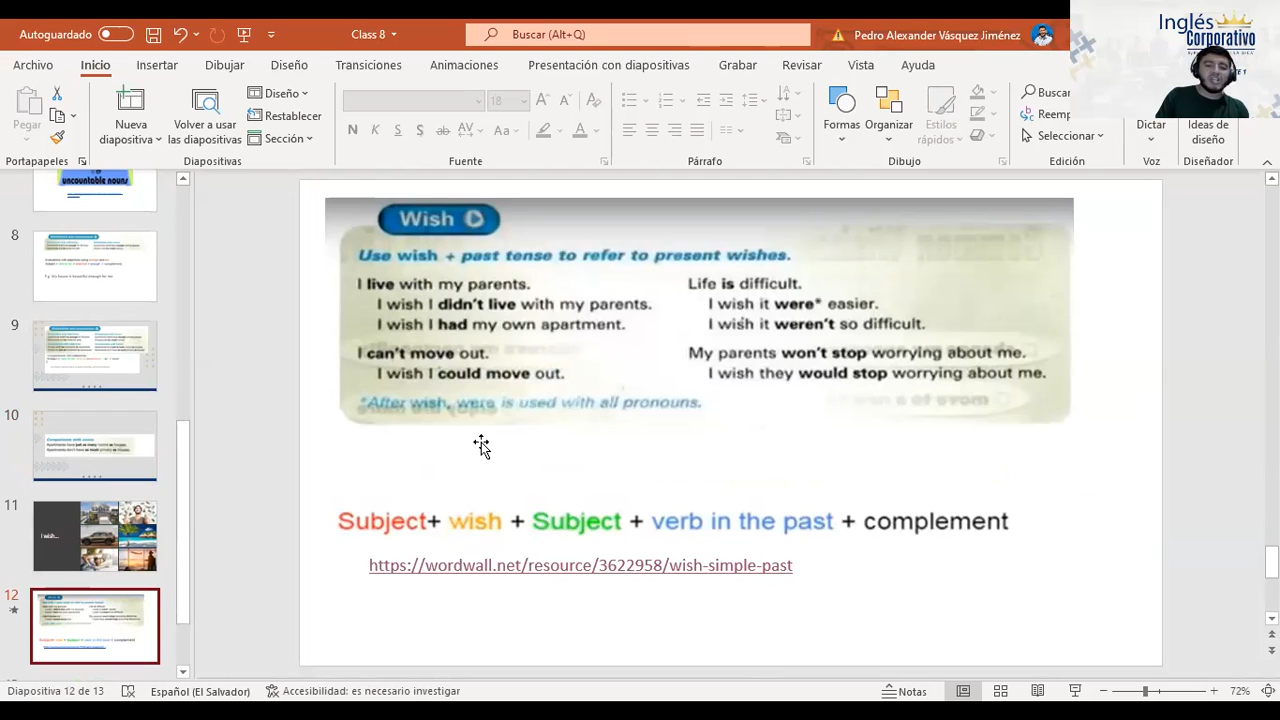 Autoguardado
Class 8
Buscar (Alt+Q)
Pedro Alexander Vásquez Jiménez
Inglés
Corporativo
Archivo Inicio Insertar Dibujar Diseño Transiciones Animaciones Presentación con diapositivas Grabar Revisar Vista Ayuda
Pegar
Nueva diapositiva
Volver a usar las diapositivas
Diseño
Restablecer
Sección
18
Formas
Organizar
Estilos rápidos
Buscar
Reemp
Seleccionar
Dictar
Ideas de diseño
Portapapeles Diapositivas Fuente Párrafo Dibujo Edición Voz Diseñador
uncountable nouns
8
9
10
11
I wish...
12
Wish
se wish + past tense to refer to present wishes.
I live with my parents.
I wish I didn't live with my parents.
I wish I had my own apartment.
I can't move out.
I wish I could move out.
*After wish, were is used with all pronouns.
Life is difficult.
I wish it were* easier.
I wish it weren't so difficult.
My parents won't stop worrying about me.
I wish they would stop worrying about me.
Subject+ wish + Subject + verb in the past + complement
https://wordwall.net/resource/3622958/wish-simple-past
Diapositiva 12 de 13
Español (El Salvador)
Accesibilidad: es necesario investigar
Notas
72%